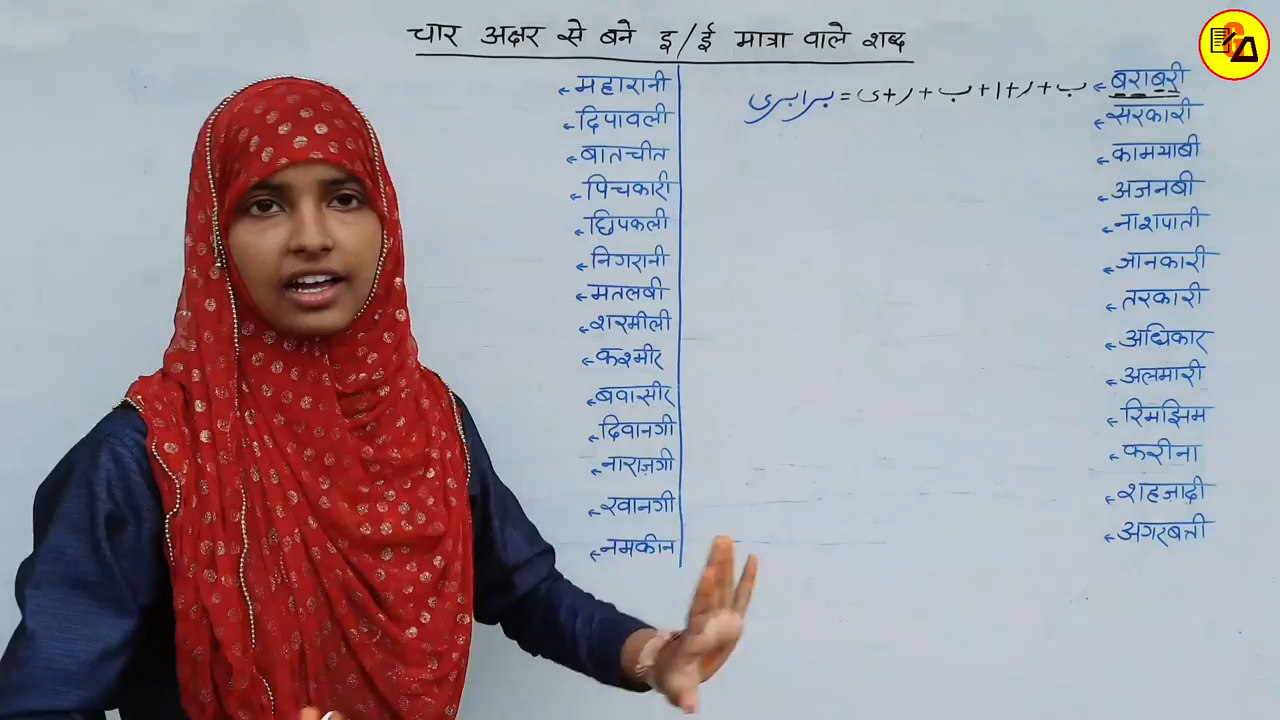 चार अक्षर से बने इ/ई मात्रा वाले शब्द
बराबरी ← ب + ر + ا + ب + ر + ی = برابری
सरकारी
कामयाबी
अजनबी
नाशपाती
जानकारी
तरकारी
अधिकार
अलमारी
रिमझिम
करीना
शहज़ादी
अगरबत्ती
महारानी
दिपावली
बातचीत
पिचकारी
छिपकली
निगरानी
मतलबी
शरमीली
कश्मीर
बवासीर
दिवानगी
नाराज़गी
रवानगी
नमकीन